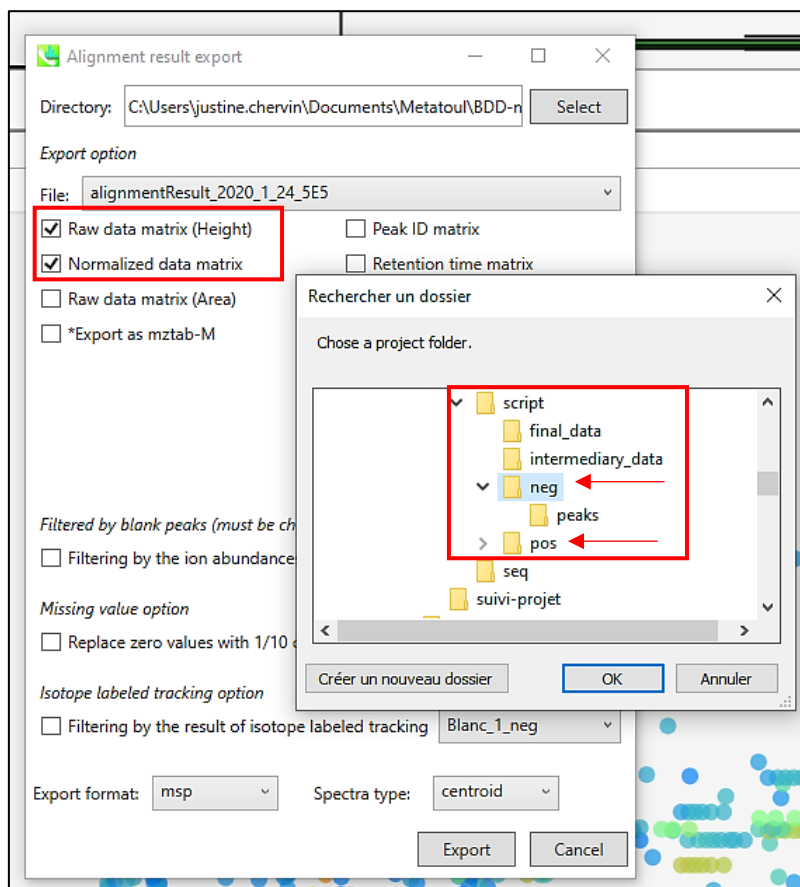 Alignment result export
Directory: C:\Users\justine.chervin\Documents\Metatoul\BDD-n Select
Export option
File: alignmentResult_2020_1_24_5E5
Raw data matrix (Height) Peak ID matrix
Normalized data matrix Retention time matrix
Raw data matrix (Area)
*Export as mztab-M
Rechercher un dossier
Chose a project folder.
script
final_data
intermediary_data
neg
peaks
pos
seq
suivi-projet
Créer un nouveau dossier OK Annuler
Filtered by blank peaks (must be ch
Filtering by the ion abundances
Missing value option
Replace zero values with 1/10
Isotope labeled tracking option
Filtering by the result of isotope labeled tracking Blanc_1_neg
Export format: msp Spectra type: centroid
Export Cancel